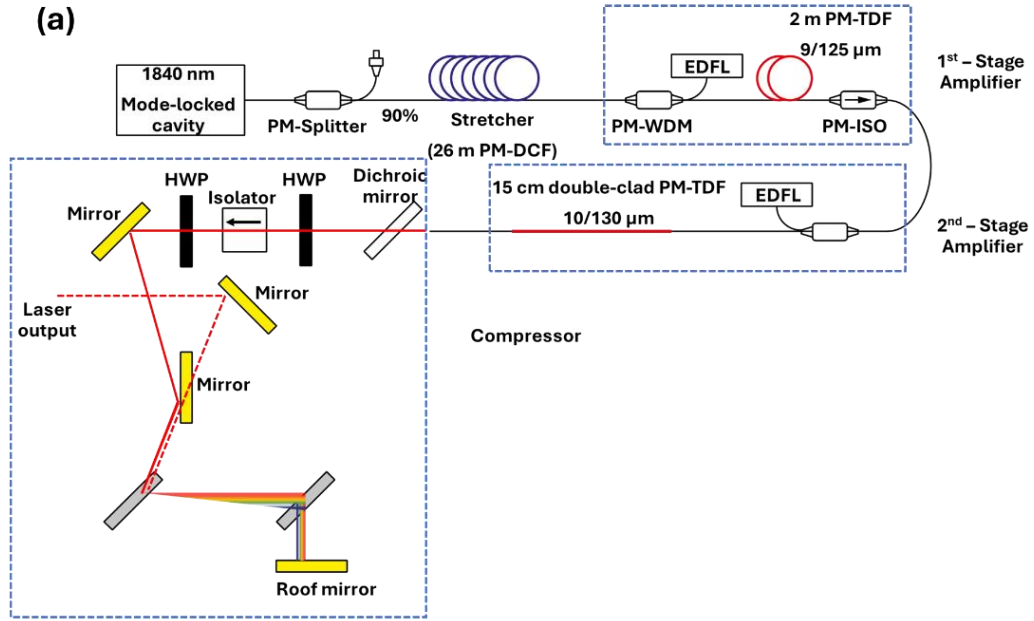 (a)
1840 nm
Mode-locked
cavity
PM-Splitter
90%
Stretcher
(26 m PM-DCF)
2 m PM-TDF
9/125 μm
EDFL
PM-WDM
PM-ISO
1st – Stage
Amplifier
15 cm double-clad PM-TDF
10/130 μm
EDFL
2nd – Stage
Amplifier
Dichroic
mirror
HWP
Isolator
HWP
Mirror
Mirror
Laser
output
Mirror
Roof mirror
Compressor